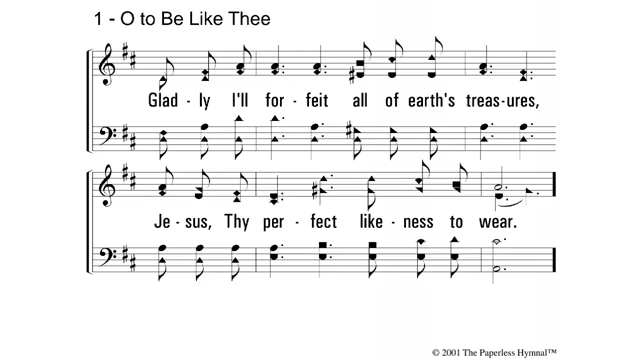 1 - O to Be Like Thee
Glad - ly I'll for - feit all of earth's treas - ures,
Je - sus, Thy per - fect like - ness to wear.
© 2001 The Paperless Hymnal™